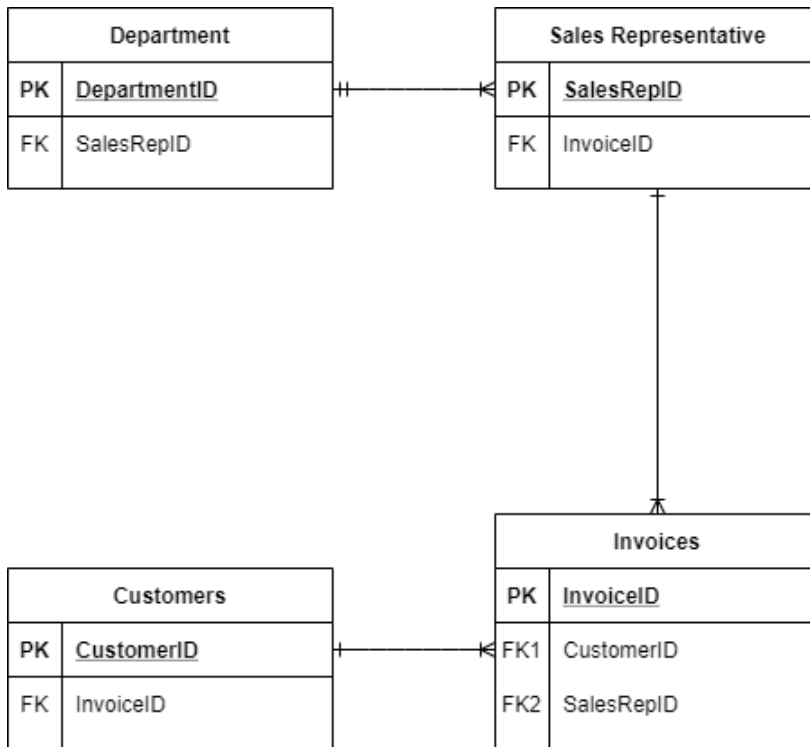 Department
PK DepartmentID
FK SalesRepID
Sales Representative
PK SalesRepID
FK InvoiceID
Customers
PK CustomerID
FK InvoiceID
Invoices
PK InvoiceID
FK1 CustomerID
FK2 SalesRepID